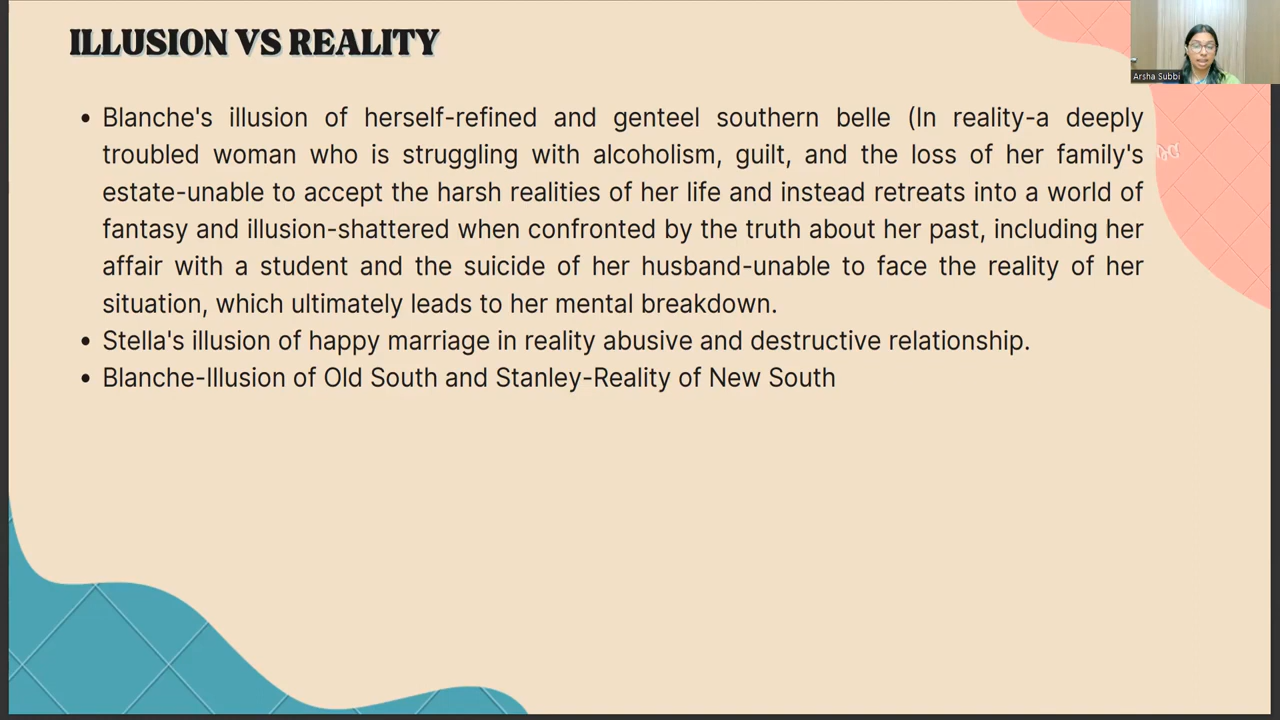 ILLUSION VS REALITY
Arsha Subbi
• Blanche's illusion of herself-refined and genteel southern belle (In reality-a deeply
troubled woman who is struggling with alcoholism, guilt, and the loss of her family's
estate-unable to accept the harsh realities of her life and instead retreats into a world of
fantasy and illusion-shattered when confronted by the truth about her past, including her
affair with a student and the suicide of her husband-unable to face the reality of her
situation, which ultimately leads to her mental breakdown.
• Stella's illusion of happy marriage in reality abusive and destructive relationship.
• Blanche-Illusion of Old South and Stanley-Reality of New South